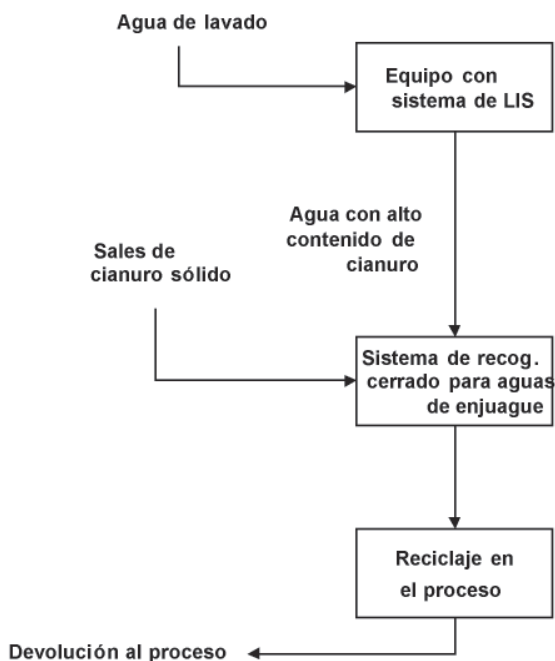 Agua de lavado
Equipo con
sistema de LIS
Agua con alto
contenido de
cianuro
Sales de
cianuro sólido
Sistema de recog.
cerrado para aguas
de enjuague
Reciclaje en
el proceso
Devolución al proceso